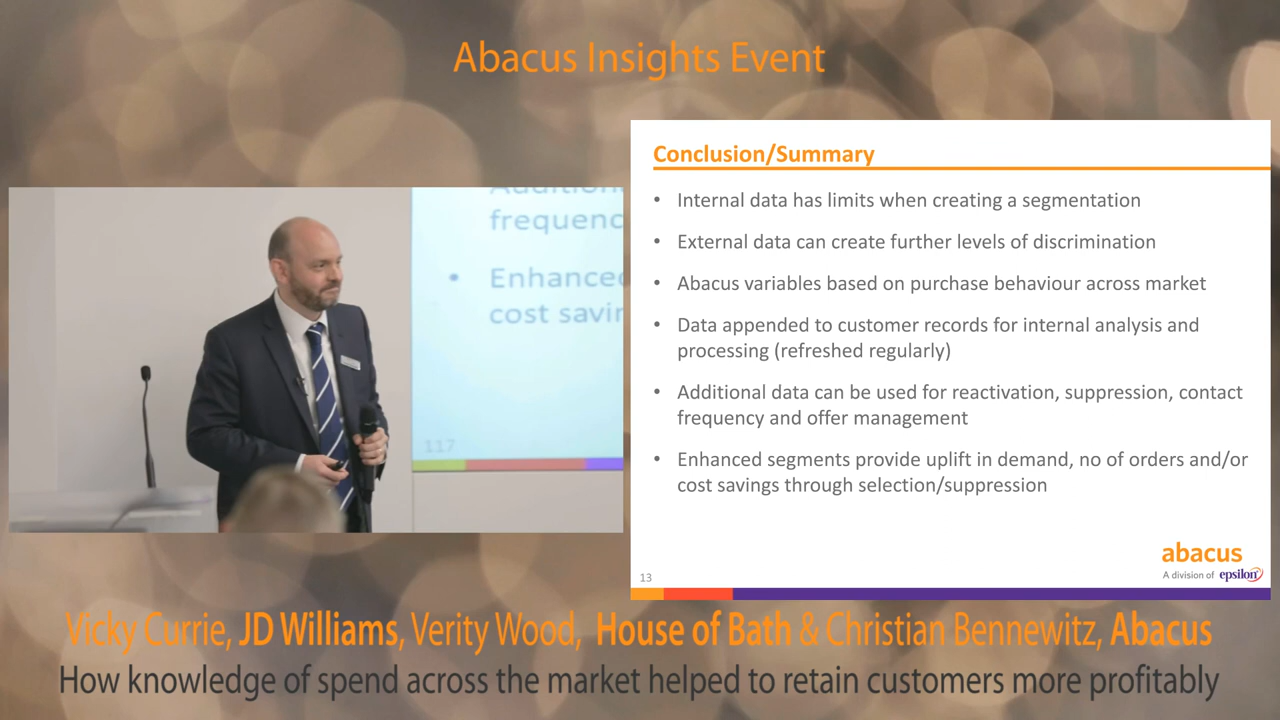 Abacus Insights Event
frequenc
• Enhanced
cost savin
117
Conclusion/Summary
• Internal data has limits when creating a segmentation
• External data can create further levels of discrimination
• Abacus variables based on purchase behaviour across market
• Data appended to customer records for internal analysis and
processing (refreshed regularly)
• Additional data can be used for reactivation, suppression, contact
frequency and offer management
• Enhanced segments provide uplift in demand, no of orders and/or
cost savings through selection/suppression
abacus
A division of epsilon
13
Vicky Currie, JD Williams, Verity Wood, House of Bath & Christian Bennewitz, Abacus
How knowledge of spend across the market helped to retain customers more profitably